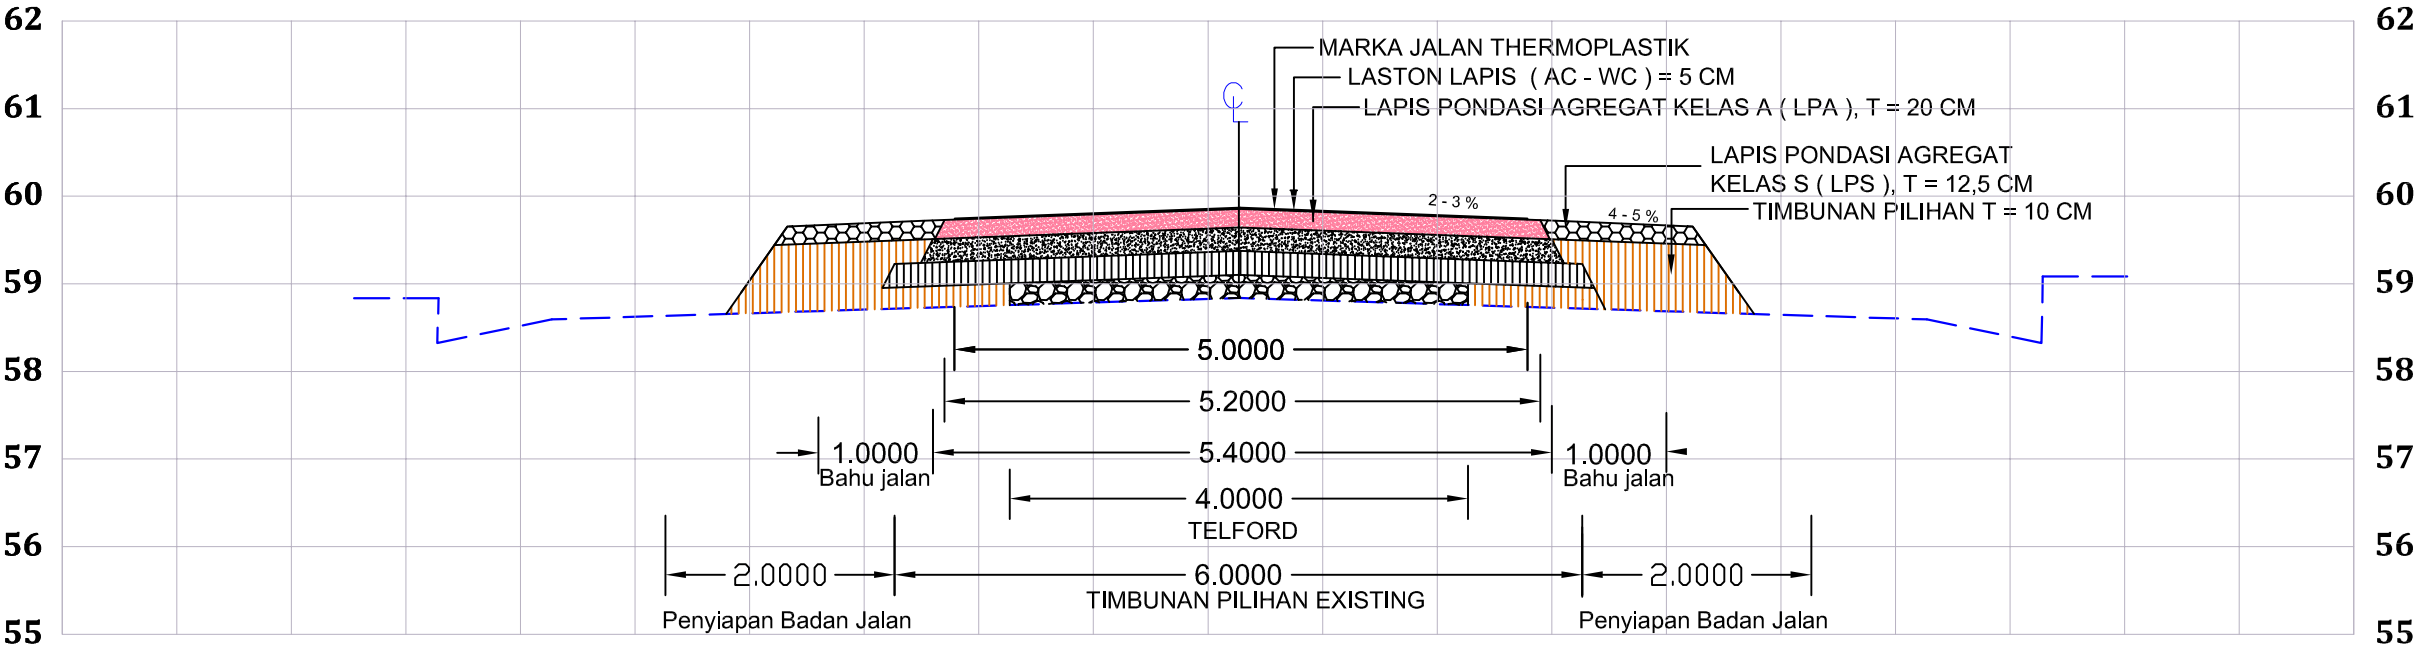 62
62
MARKA JALAN THERMOPLASTIK
LASTON LAPIS ( AC - WC ) = 5 CM
61
CL
LAPIS PONDASI AGREGAT KELAS A ( LPA ), T = 20 CM
61
LAPIS PONDASI AGREGAT
KELAS S ( LPS ), T = 12,5 CM
60
2 - 3 %
4 - 5 %
TIMBUNAN PILIHAN T = 10 CM
60
59
59
5.0000
58
58
5.2000
57
1.0000
5.4000
1.0000
57
Bahu jalan
Bahu jalan
4.0000
TELFORD
56
56
2.0000
6.0000
2.0000
TIMBUNAN PILIHAN EXISTING
Penyiapan Badan Jalan
Penyiapan Badan Jalan
55
55